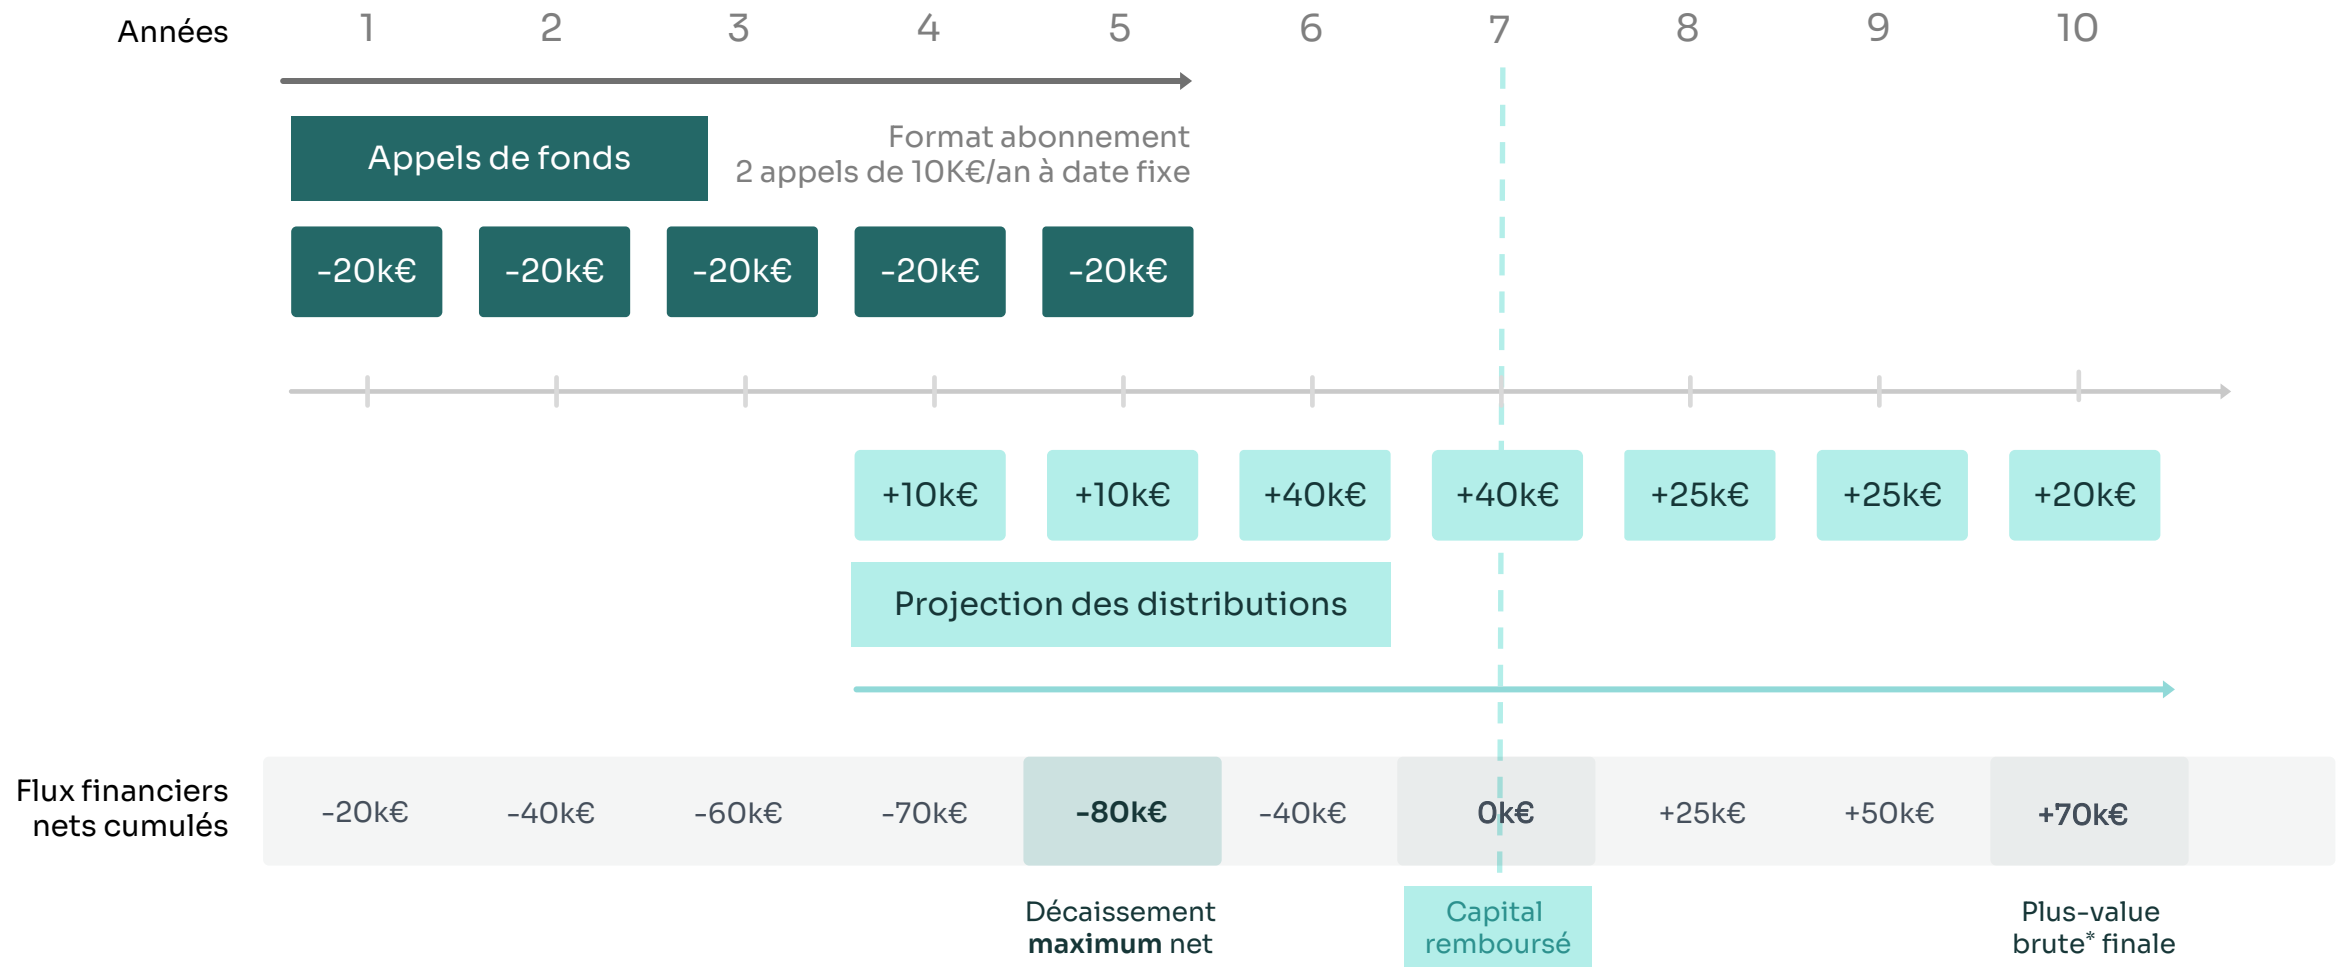 Années 1 2 3 4 5 6 7 8 9 10
Appels de fonds
Format abonnement
2 appels de 10K€/an à date fixe
-20k€ -20k€ -20k€ -20k€ -20k€
+10k€ +10k€ +40k€ +40k€ +25k€ +25k€ +20k€
Projection des distributions
Flux financiers
nets cumulés
-20k€ -40k€ -60k€ -70k€ -80k€ -40k€ 0k€ +25k€ +50k€ +70k€
Décaissement
maximum net
Capital
remboursé
Plus-value
brute* finale